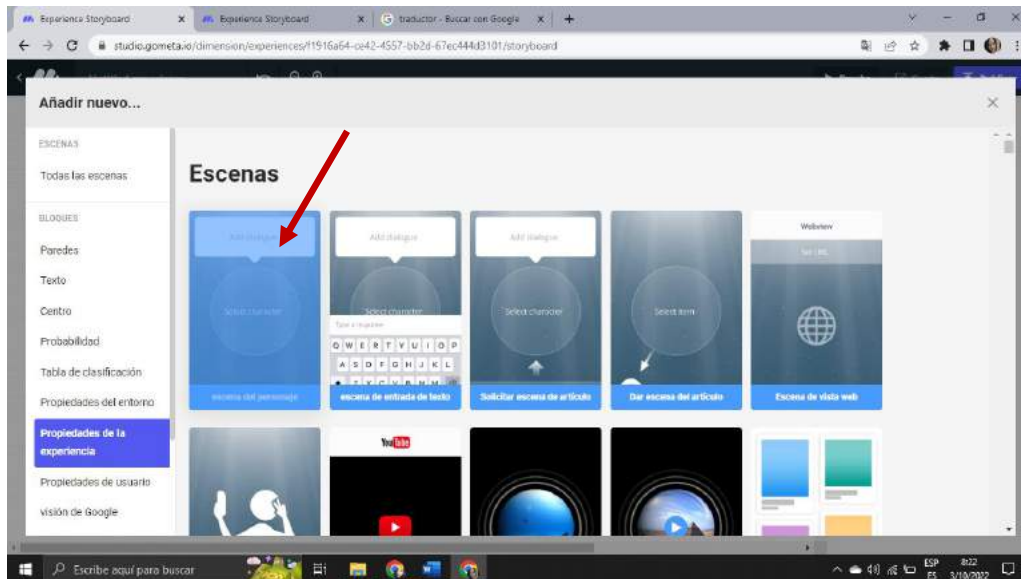 Experience Storyboard
Experience Storyboard
traductor - Buscar con Google
studio.gometa.io/dimension/experiences/f1916a64-ce42-4557-bb2d-67ec444d3101/storyboard
Añadir nuevo...
ESCENAS
Todas las escenas
BLOQUES
Paredes
Texto
Centro
Probabilidad
Tabla de clasificación
Propiedades del entorno
Propiedades de la
experiencia
Propiedades de usuario
visión de Google
Escenas
Add dialogue
Select character
escena del personaje
Add dialogue
Select character
Type a response
Q W E R T Y U I O P
A S D F G H J K L
escena de entrada de texto
Add dialogue
Select character
Solicitar escena de artículo
Select item
Dar escena del artículo
Webview
Set URL
Escena de vista web
YouTube
Escribe aquí para buscar
ESP
ES
8:22
3/10/2022